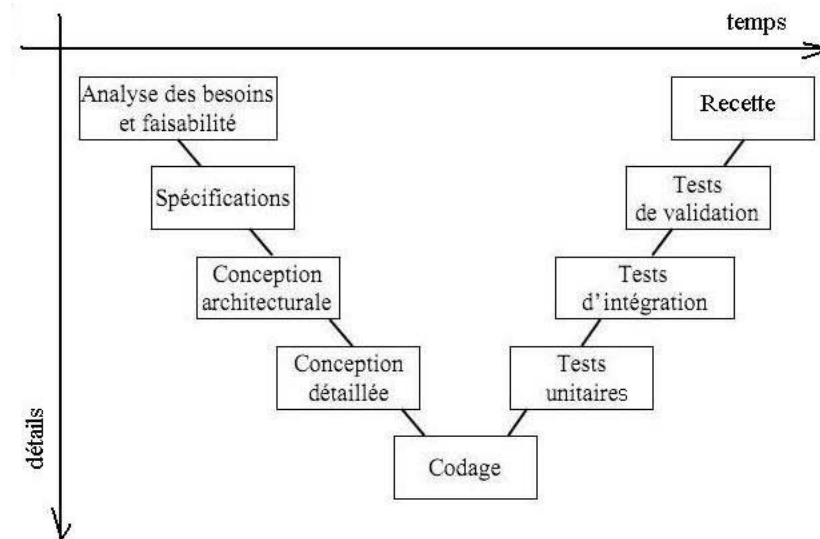 temps
Analyse des besoins
et faisabilité
Recette
Spécifications
Tests
de validation
Conception
architecturale
Tests
d'intégration
Conception
détaillée
Tests
unitaires
Codage
détails